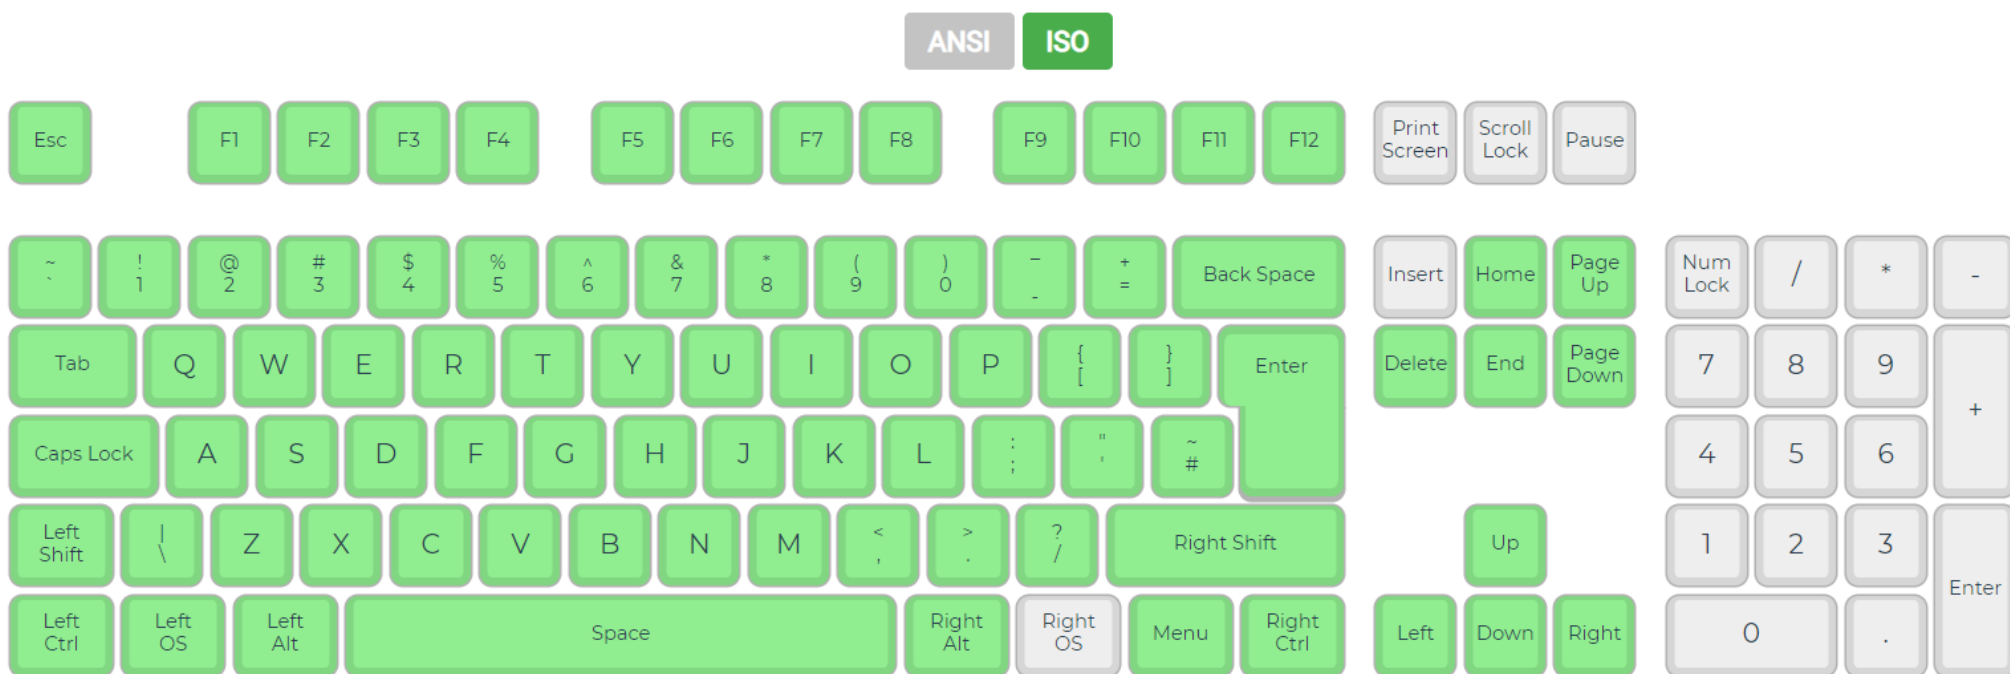 ANSI ISO
Esc F1 F2 F3 F4 F5 F6 F7 F8 F9 F10 F11 F12 Print Screen Scroll Lock Pause
~ ` ! 1 @ 2 # 3 $ 4 % 5 ^ 6 & 7 * 8 ( 9 ) 0 _ - + = Back Space Insert Home Page Up Num Lock / * -
Tab Q W E R T Y U I O P { [ } ] Enter Delete End Page Down 7 8 9 +
Caps Lock A S D F G H J K L : ; " ' ~ # 4 5 6
Left Shift | \ Z X C V B N M < , > . ? / Right Shift Up 1 2 3 Enter
Left Ctrl Left OS Left Alt Space Right Alt Right OS Menu Right Ctrl Left Down Right 0 .